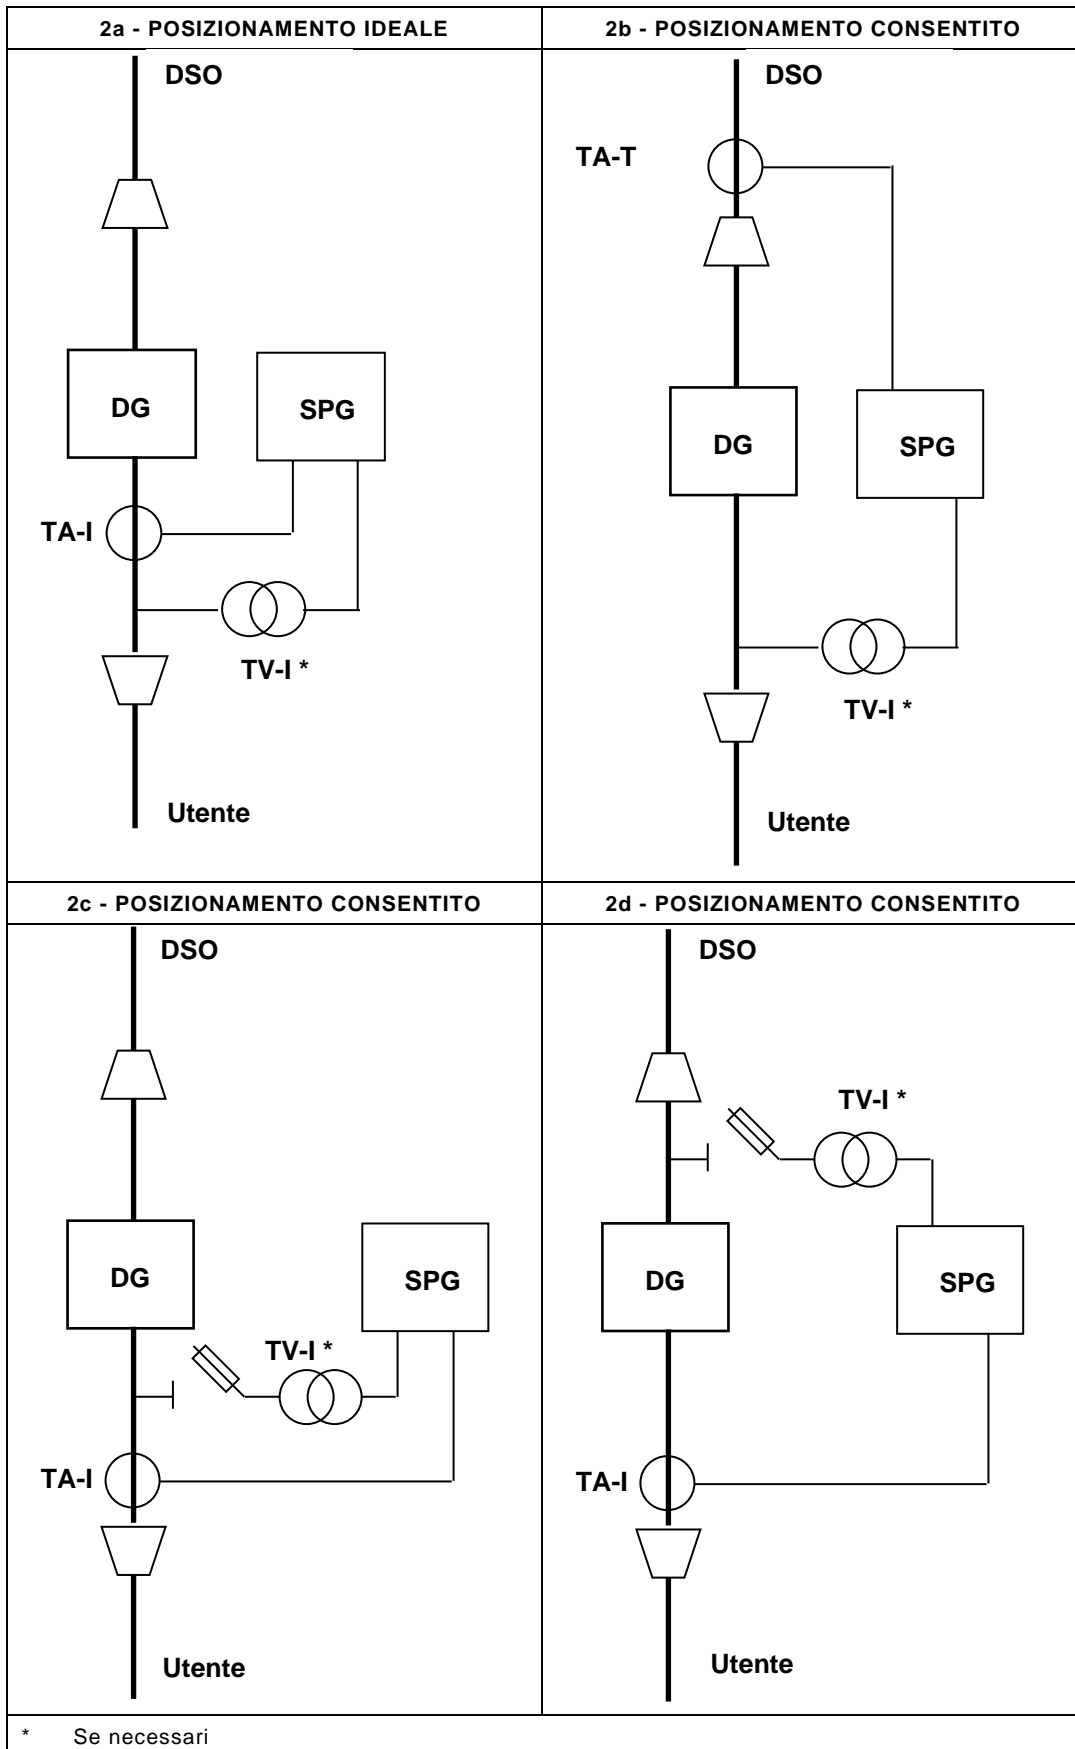 2a - POSIZIONAMENTO IDEALE
DSO
DG
SPG
TA-I
TV-I *
Utente
2b - POSIZIONAMENTO CONSENTITO
DSO
TA-T
DG
SPG
TV-I *
Utente
2c - POSIZIONAMENTO CONSENTITO
DSO
DG
SPG
TV-I *
TA-I
Utente
2d - POSIZIONAMENTO CONSENTITO
DSO
TV-I *
DG
SPG
TA-I
Utente
* Se necessari